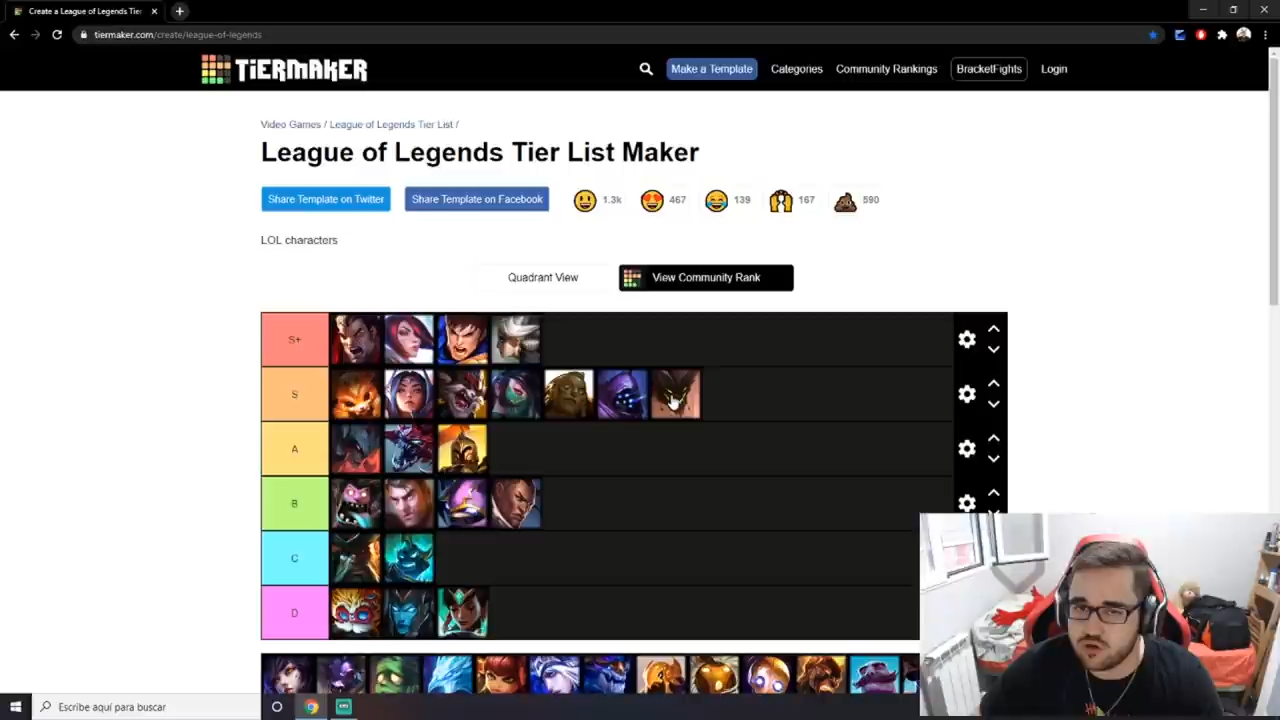 Create a League of Legends Tier
tiermaker.com/create/league-of-legends
TIERMAKER
Make a Template
Categories
Community Rankings
BracketFights
Login
Video Games / League of Legends Tier List /
League of Legends Tier List Maker
Share Template on Twitter
Share Template on Facebook
1.3k
467
139
167
590
LOL characters
Quadrant View
View Community Rank
S+
S
A
B
C
D
Escribe aquí para buscar